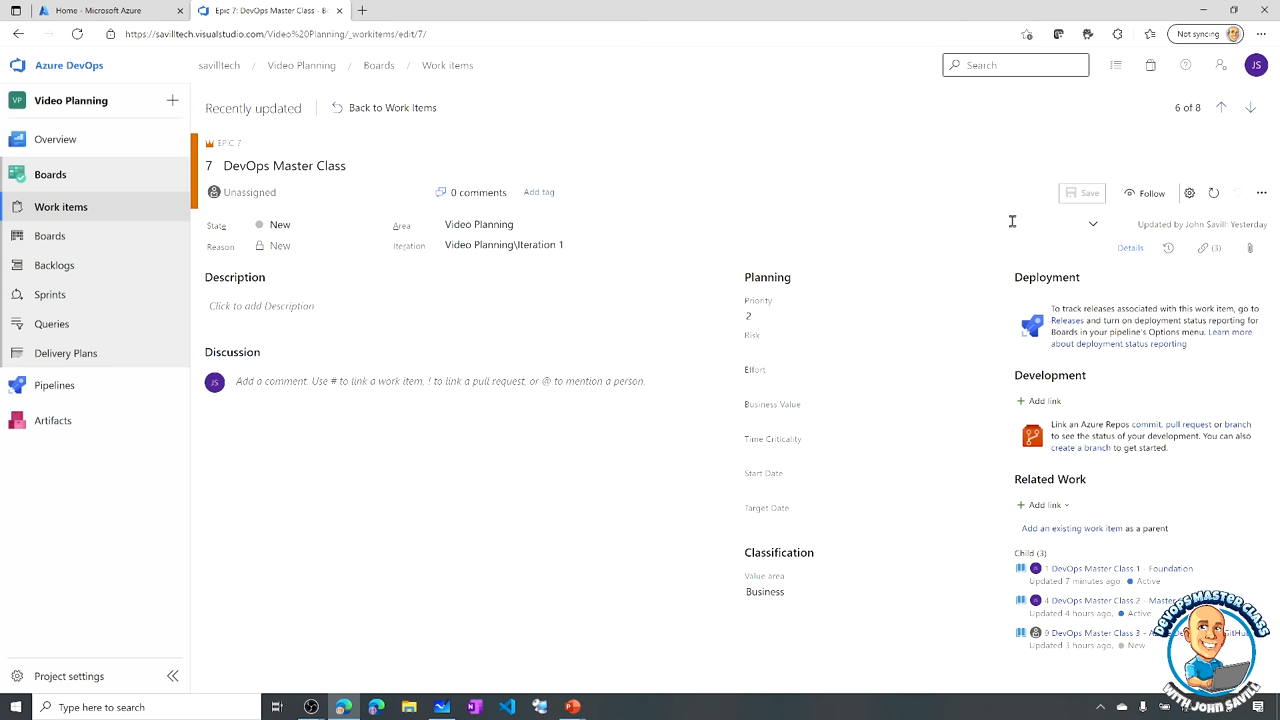 Home - Microsoft Azure
Epic 7: DevOps Master Class - Bo
https://savilltech.visualstudio.com/Video%20Planning/_workitems/edit/7/
Not syncing
Azure DevOps
savilltech / Video Planning / Boards / Work items
Search
JS
VP Video Planning
Recently updated
Back to Work Items
6 of 8
Overview
Boards
Work items
Boards
Backlogs
Sprints
Queries
Delivery Plans
Pipelines
Artifacts
Project settings
EPIC 7
7 DevOps Master Class
Unassigned
0 comments
Add tag
Save
Follow
State New
Area Video Planning
Updated by John Savill: Yesterday
Reason New
Iteration Video Planning\Iteration 1
Details
(3)
Description
Click to add Description
Discussion
JS
Add a comment. Use # to link a work item, ! to link a pull request, or @ to mention a person.
Planning
Priority
2
Risk
Effort
Business Value
Time Criticality
Start Date
Target Date
Classification
Value area
Business
Deployment
To track releases associated with this work item, go to
Releases and turn on deployment status reporting for
Boards in your pipeline's Options menu. Learn more
about deployment status reporting
Development
Add link
Link an Azure Repos commit, pull request or branch
to see the status of your development. You can also
create a branch to get started.
Related Work
Add link
Add an existing work item as a parent
Child (3)
1 DevOps Master Class 1 - Foundation
Updated 7 minutes ago, Active
4 DevOps Master Class 2 - Master
Updated 4 hours ago, Active
9 DevOps Master Class 3 -
Updated 3 hours ago, New
DEVOPS MASTER CLASS
WITH JOHN SAVILL
Type here to search